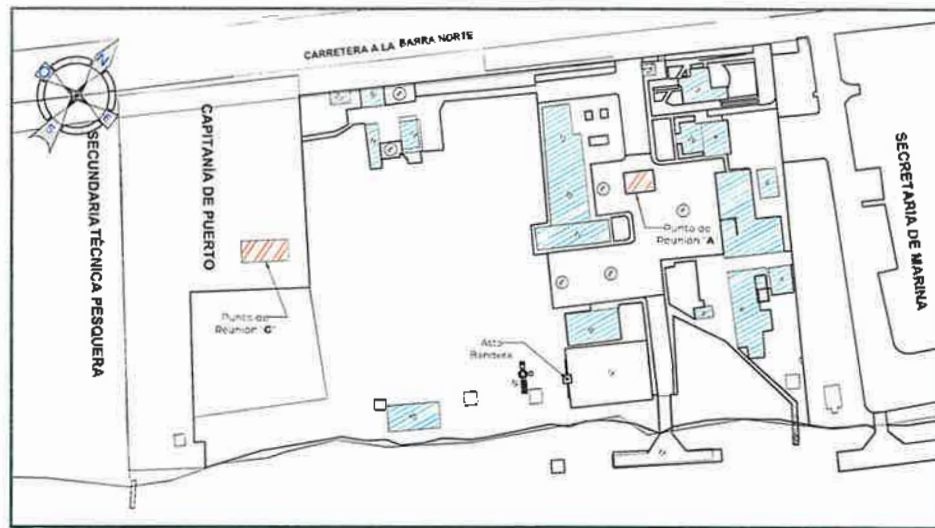 CARRETERA A LA BARRA NORTE
N
O
E
S
SECUNDARIA TÉCNICA PESQUERA
CAPITANÍA DE PUERTO
SECRETARIA DE MARINA
Punto de
Reunión "A"
Punto de
Reunión "C"
Asta
Bandera